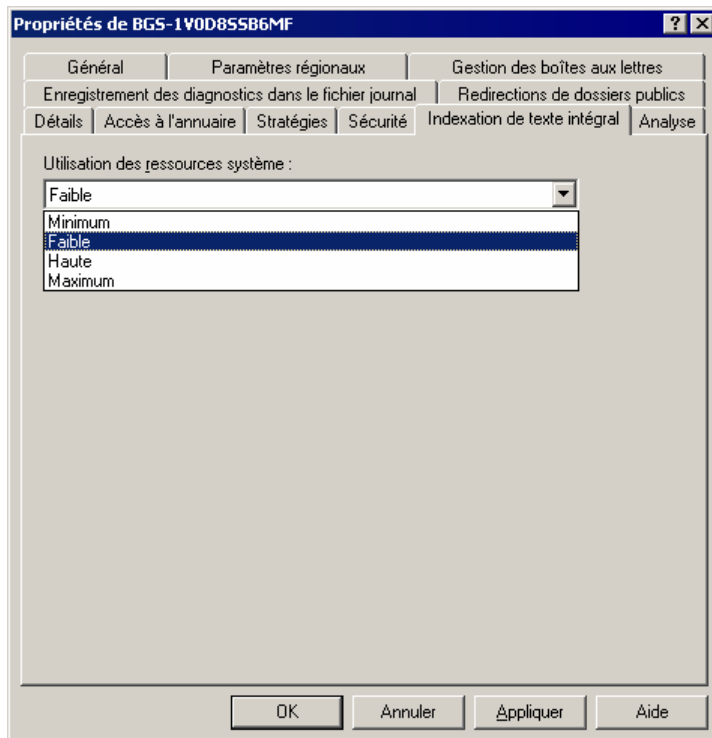 Propriétés de BGS-1V0D8SSB6MF
Général Paramètres régionaux Gestion des boîtes aux lettres
Enregistrement des diagnostics dans le fichier journal Redirections de dossiers publics
Détails Accès à l'annuaire Stratégies Sécurité Indexation de texte intégral Analyse
Utilisation des ressources système :
Faible
Minimum
Faible
Haute
Maximum
OK Annuler Appliquer Aide